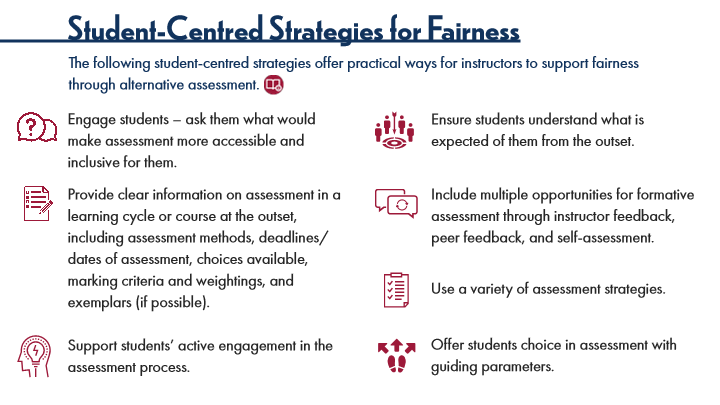 Student-Centred Strategies for Fairness
The following student-centred strategies offer practical ways for instructors to support fairness
through alternative assessment.
Engage students – ask them what would
make assessment more accessible and
inclusive for them.
Provide clear information on assessment in a
learning cycle or course at the outset,
including assessment methods, deadlines/
dates of assessment, choices available,
marking criteria and weightings, and
exemplars (if possible).
Support students’ active engagement in the
assessment process.
Ensure students understand what is
expected of them from the outset.
Include multiple opportunities for formative
assessment through instructor feedback,
peer feedback, and self-assessment.
Use a variety of assessment strategies.
Offer students choice in assessment with
guiding parameters.